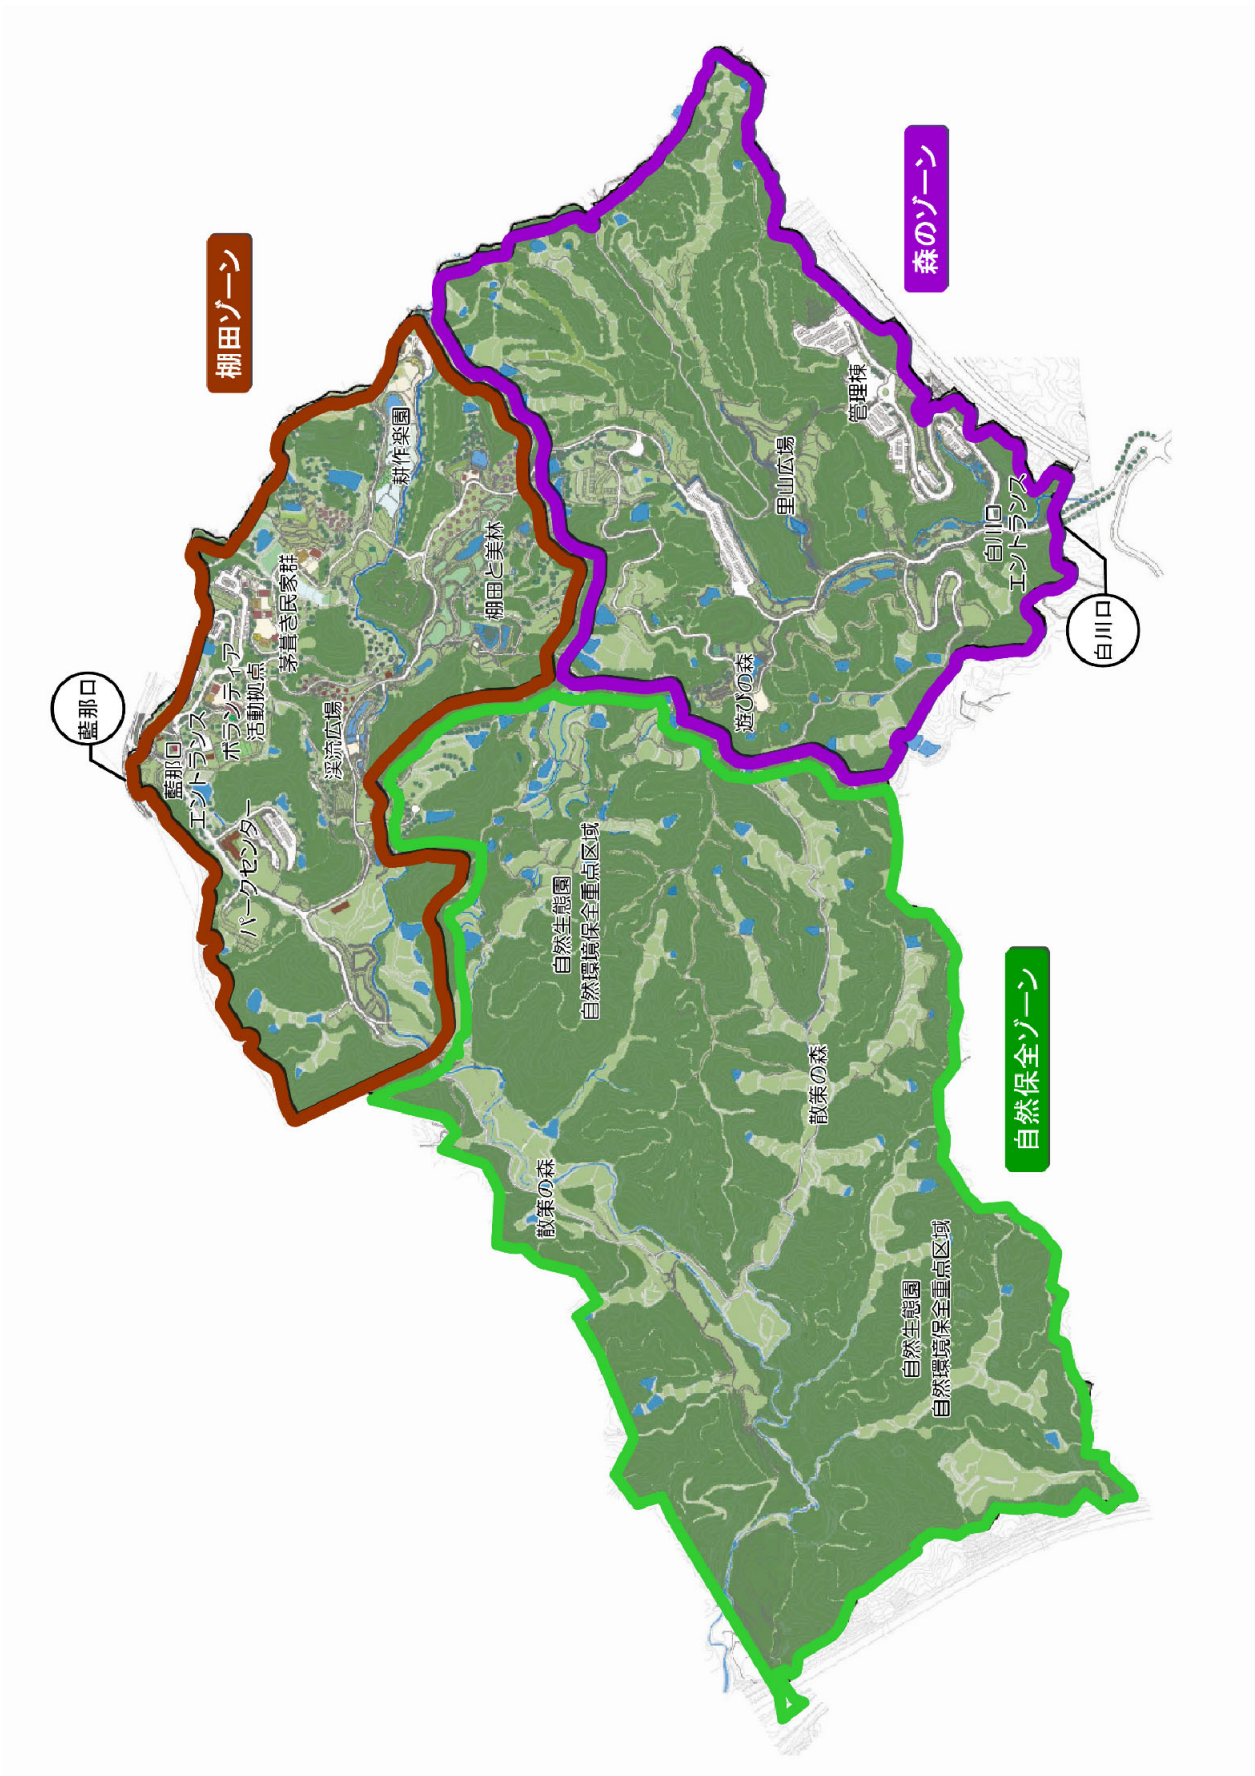 藍那口
棚田ゾーン
藍那口
エントランス
ボランティア
活動拠点
茅葺き民家群
パークセンター
渓流広場
耕作楽園
棚田と美林
森のゾーン
管理棟
里山広場
白川口
エントランス
白川口
遊びの森
自然生態園
自然環境保全重点区域
散策の森
散策の森
自然保全ゾーン
自然生態園
自然環境保全重点区域